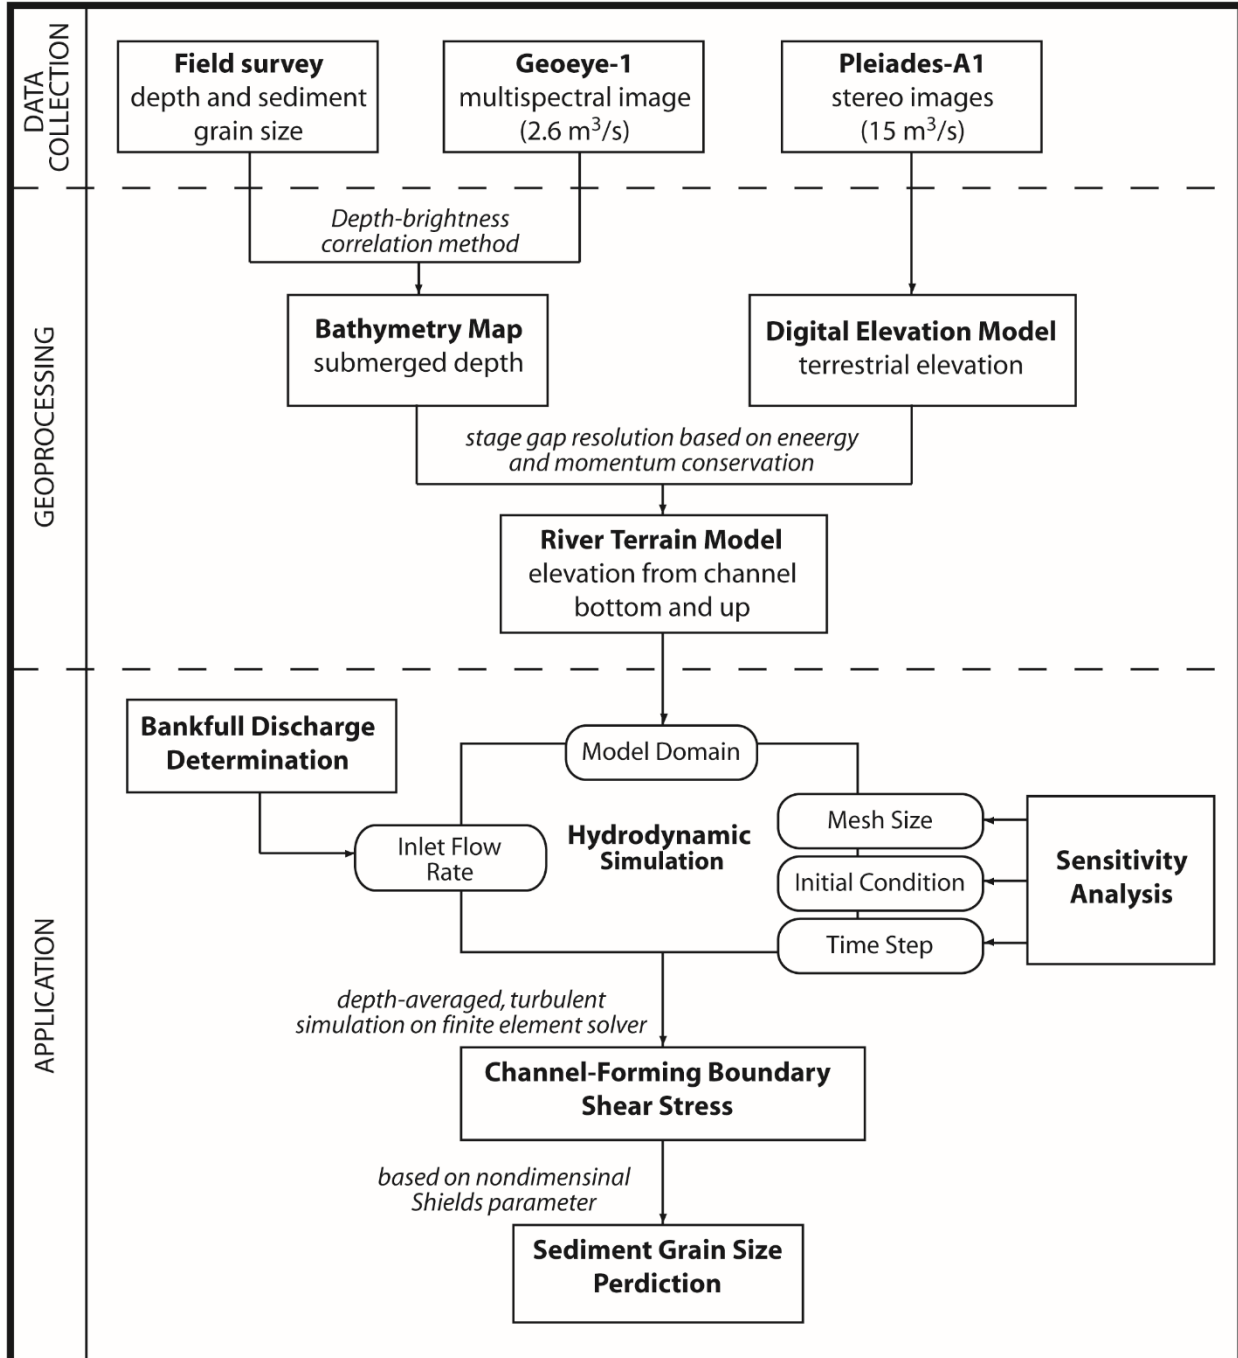 DATA
COLLECTION
Field survey
depth and sediment
grain size
Geoeye-1
multispectral image
(2.6 m³/s)
Pleiades-A1
stereo images
(15 m³/s)
GEOPROCESSING
Depth-brightness
correlation method
Bathymetry Map
submerged depth
Digital Elevation Model
terrestrial elevation
stage gap resolution based on eneergy
and momentum conservation
River Terrain Model
elevation from channel
bottom and up
APPLICATION
Bankfull Discharge
Determination
Model Domain
Inlet Flow
Rate
Hydrodynamic
Simulation
Mesh Size
Initial Condition
Time Step
Sensitivity
Analysis
depth-averaged, turbulent
simulation on finite element solver
Channel-Forming Boundary
Shear Stress
based on nondimensinal
Shields parameter
Sediment Grain Size
Perdiction